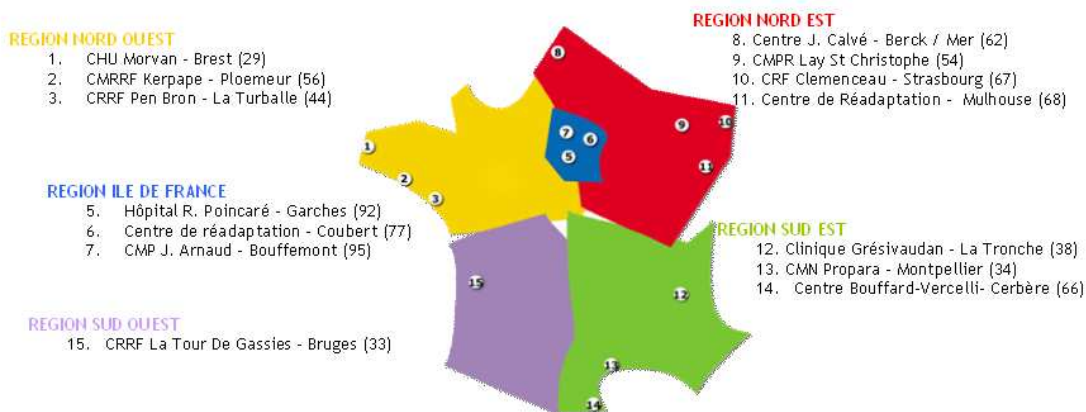 REGION NORD OUEST
1. CHU Morvan - Brest (29)
2. CMRRF Kerpape - Ploemeur (56)
3. CRRF Pen Bron - La Turballe (44)
REGION NORD EST
8. Centre J. Calvé - Berck / Mer (62)
9. CMPR Lay St Christophe (54)
10. CRF Clemenceau - Strasbourg (67)
11. Centre de Réadaptation - Mulhouse (68)
REGION ILE DE FRANCE
5. Hôpital R. Poincaré - Garches (92)
6. Centre de réadaptation - Coubert (77)
7. CMP J. Arnaud - Bouffemont (95)
REGION SUD EST
12. Clinique Grésivaudan - La Tronche (38)
13. CMN Propara - Montpellier (34)
14. Centre Bouffard-Vercelli- Cerbère (66)
REGION SUD OUEST
15. CRRF La Tour De Gassies - Bruges (33)
8
7
6
9
10
5
11
1
2
3
15
12
13
14